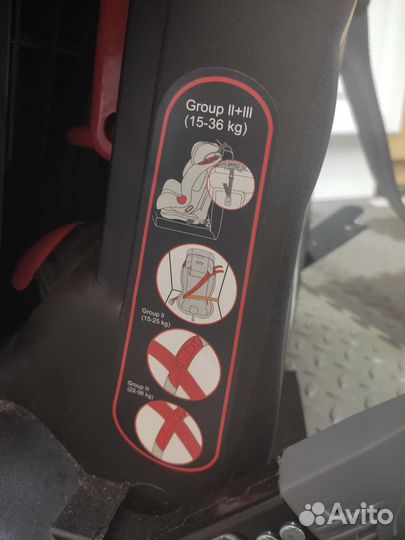 Group II+III
(15-36 kg)
Group II
(15-25 kg)
Group III
(22-36 kg)
Avito